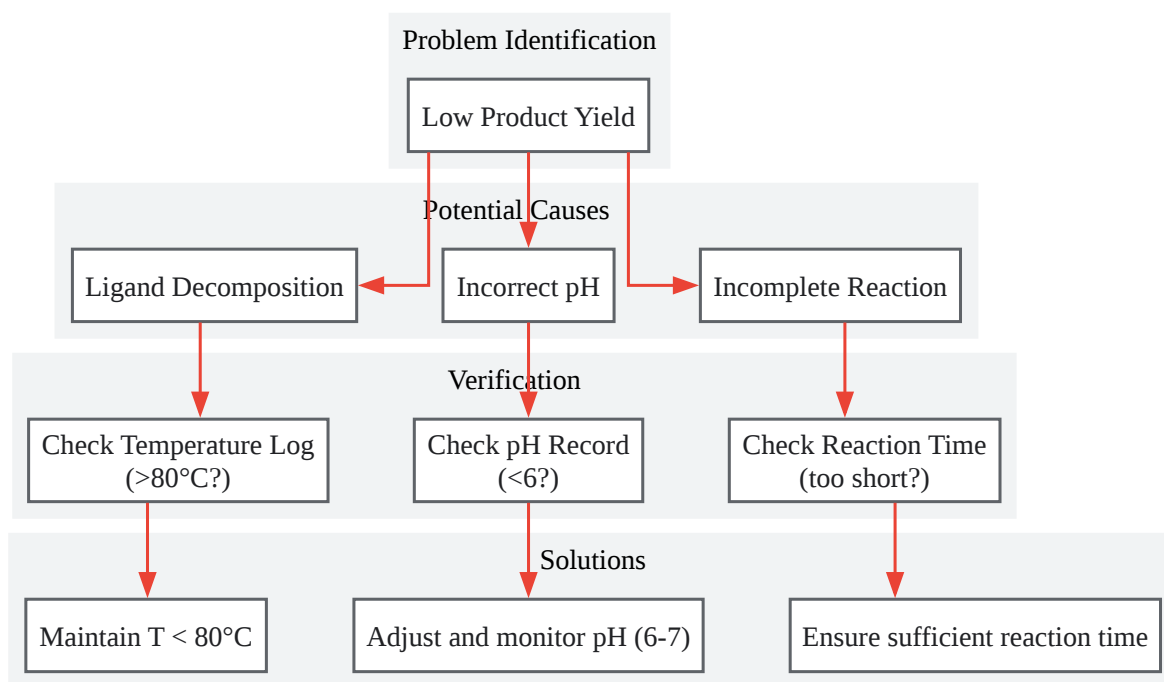 Problem Identification
Low Product Yield
Potential Causes
Ligand Decomposition
Incorrect pH
Incomplete Reaction
Verification
Check Temperature Log
(>80°C?)
Check pH Record
(<6?)
Check Reaction Time
(too short?)
Solutions
Maintain T < 80°C
Adjust and monitor pH (6-7)
Ensure sufficient reaction time